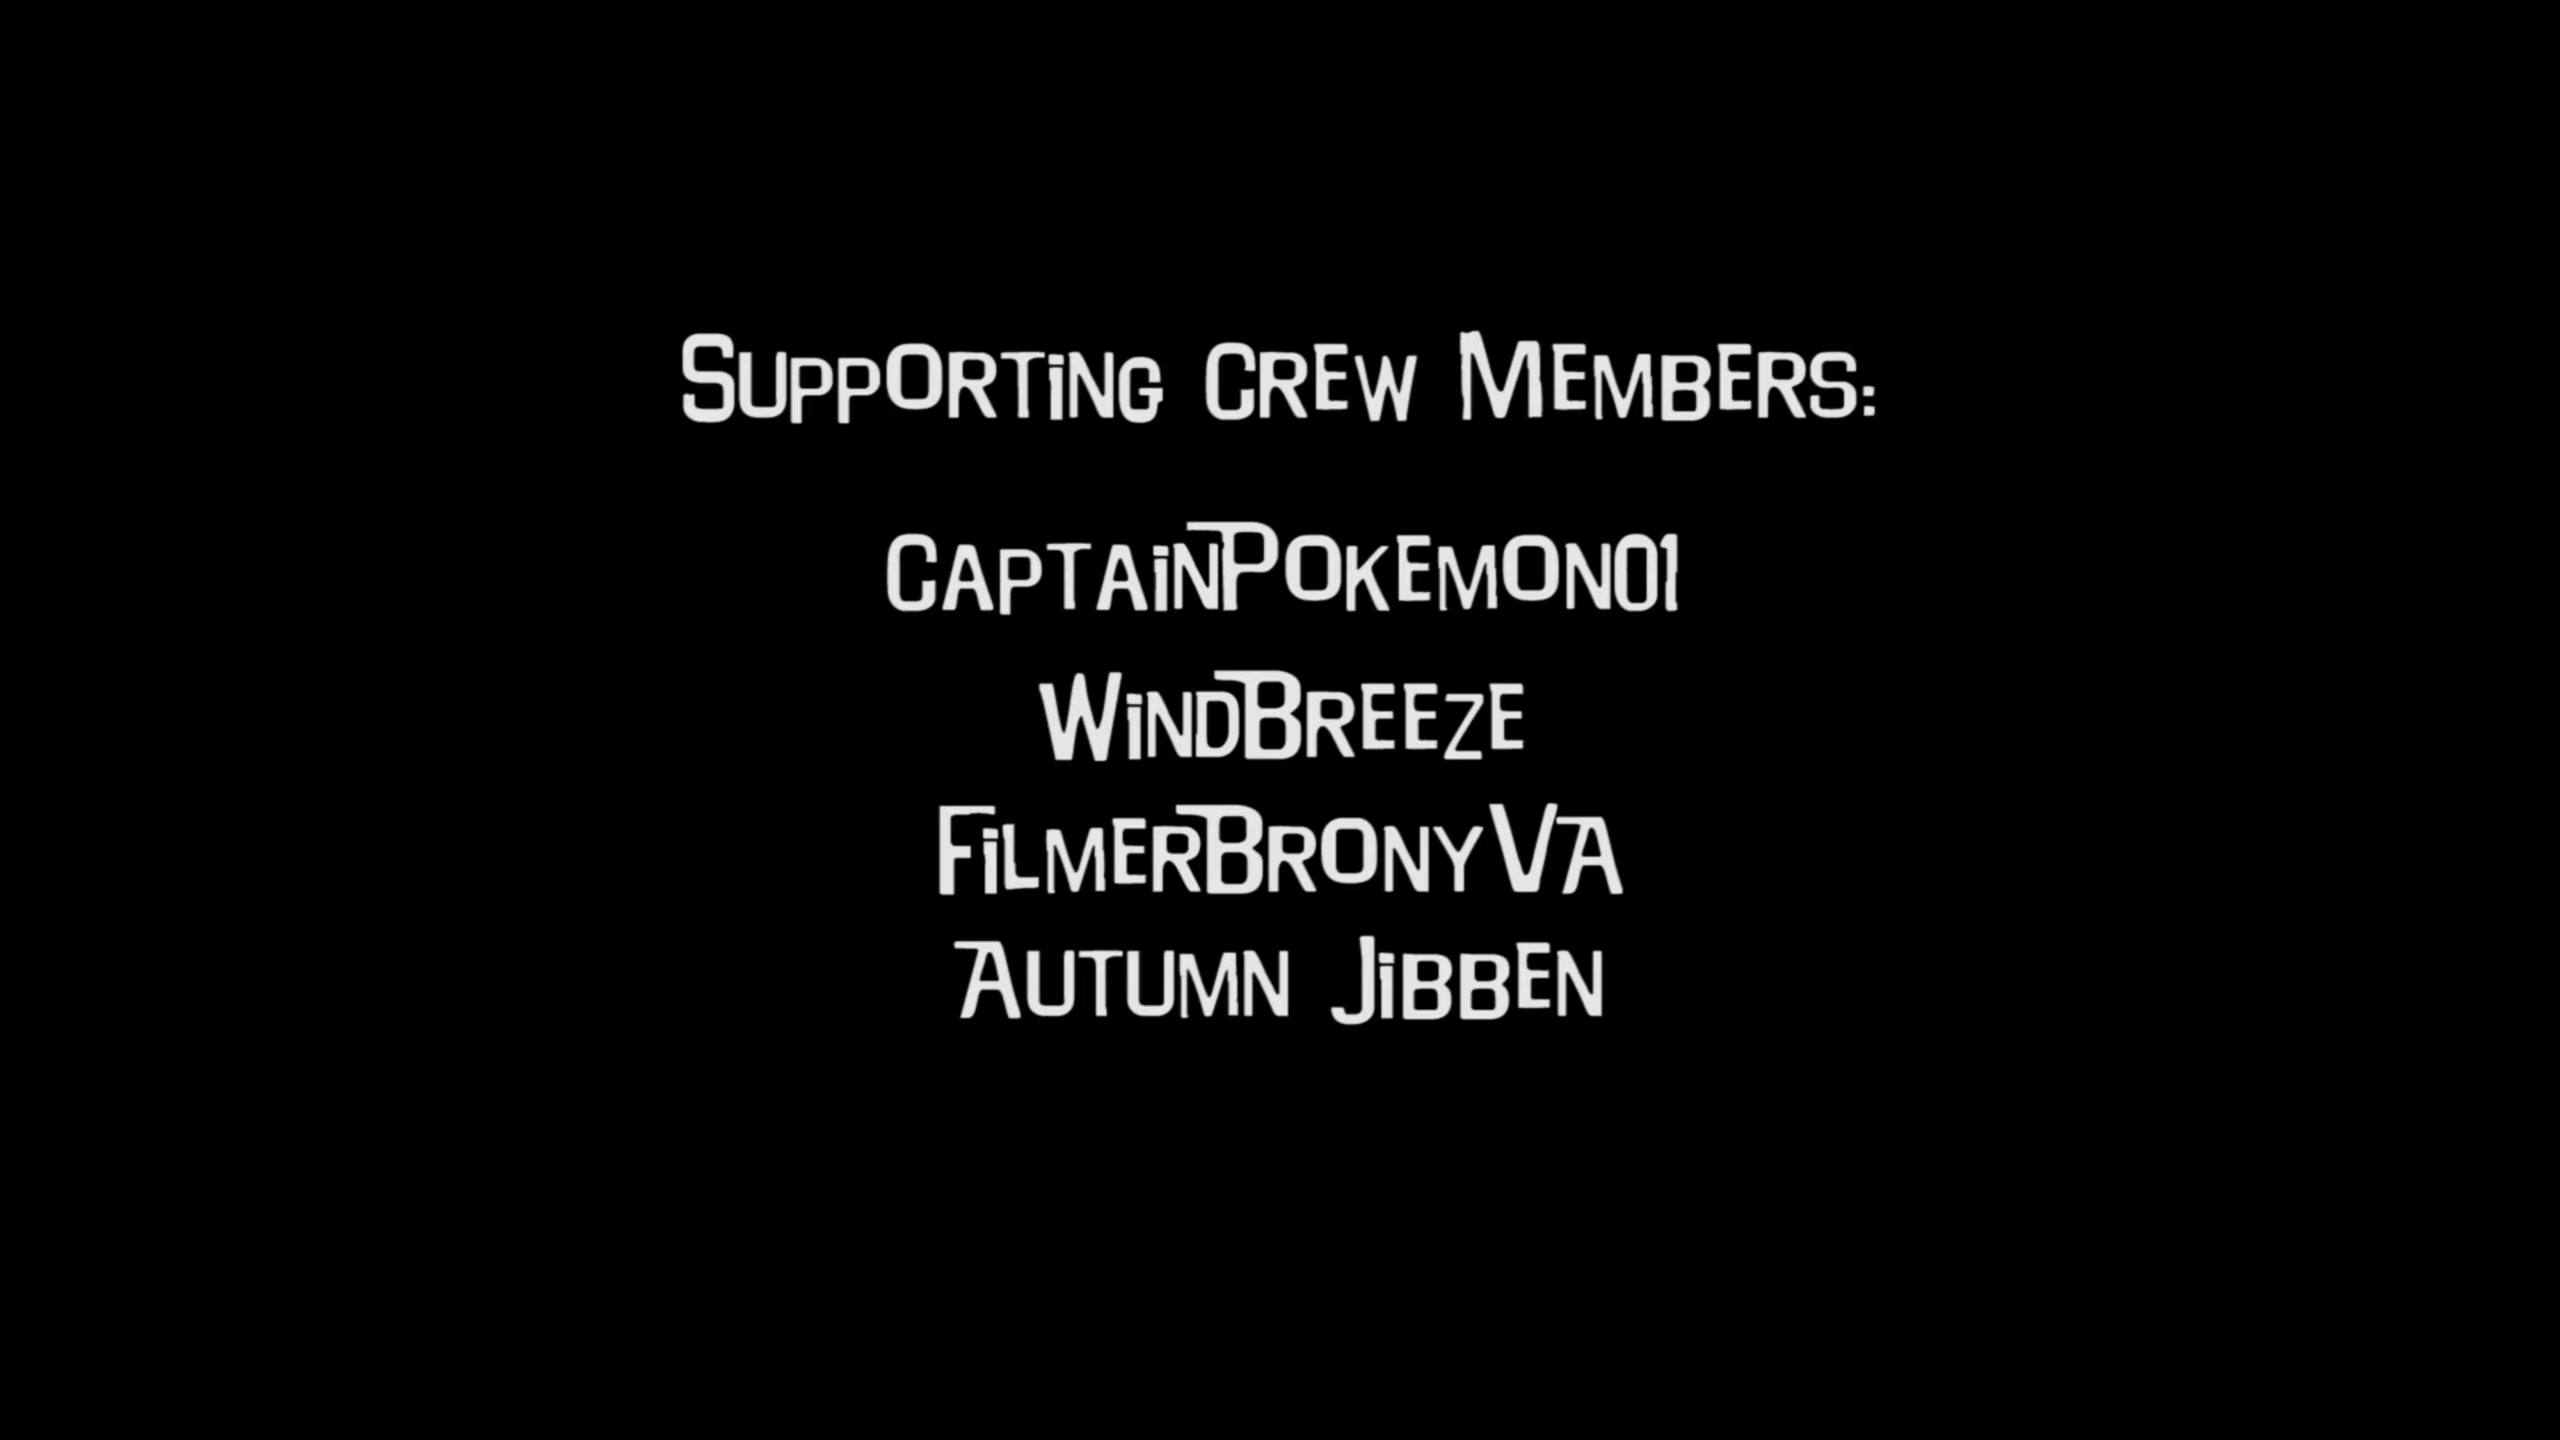 Supporting Crew Members:
CaptainPokemon01
WindBreeze
FilmerBronyVA
Autumn Jibben